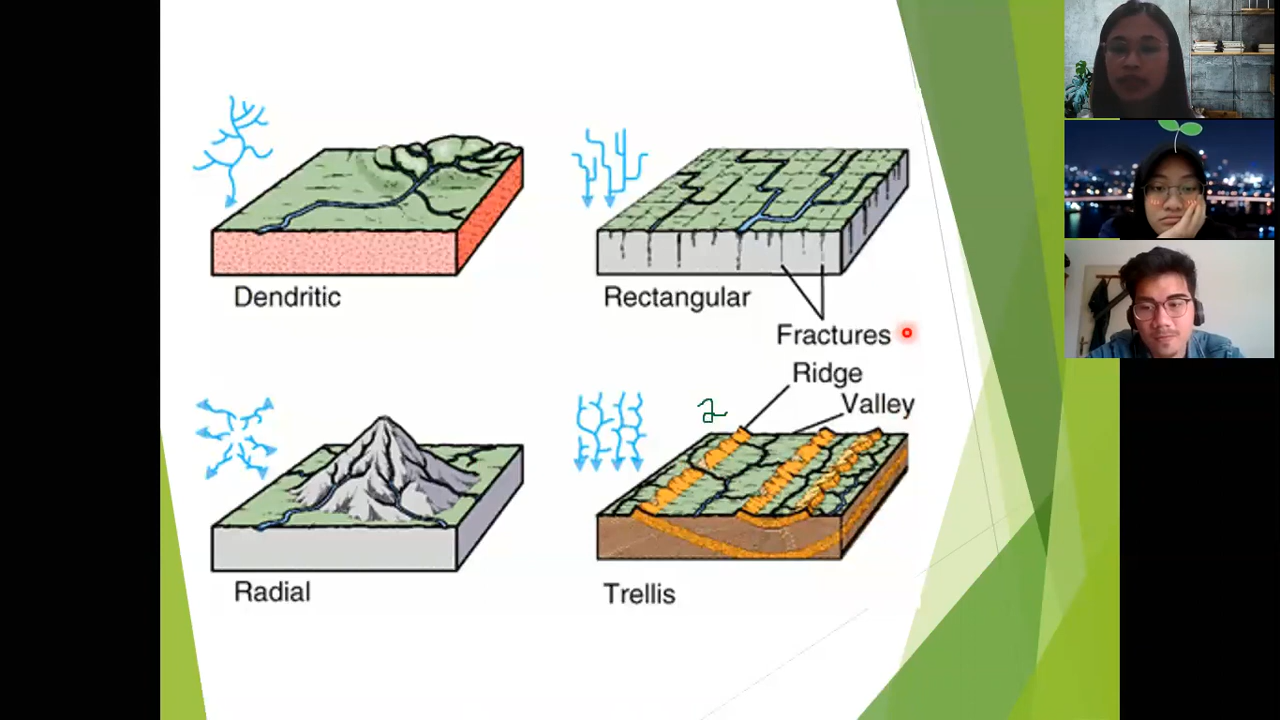 Dendritic
Rectangular
Fractures
Ridge
Valley
Radial
Trellis